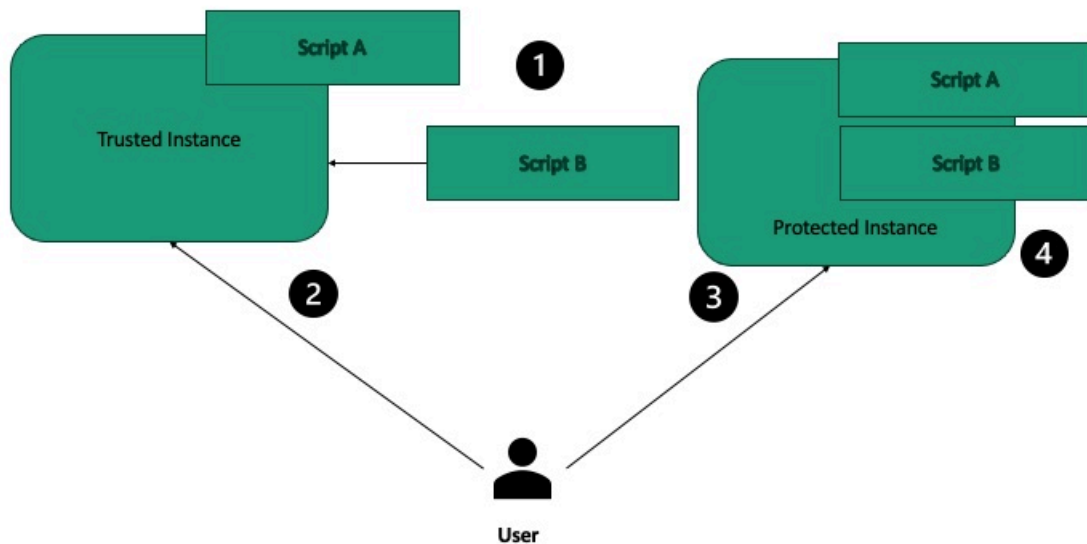 Script A
1
Script A
Trusted Instance
Script B
Script B
Protected Instance
4
2
3
User